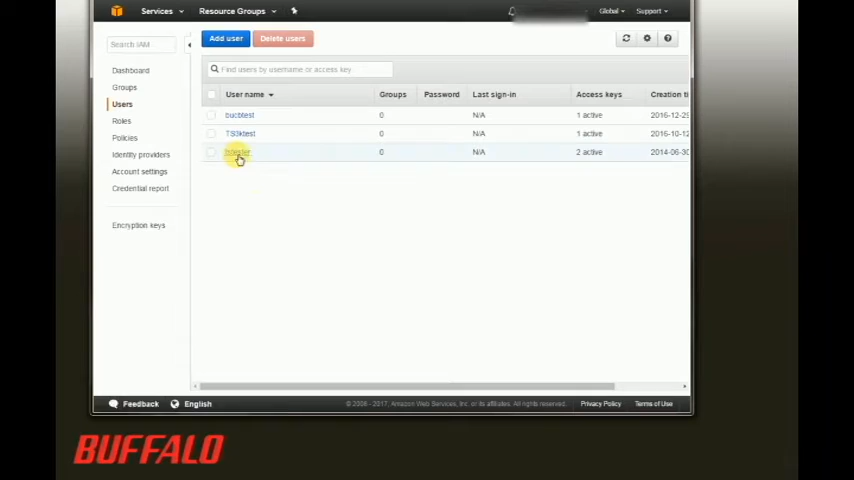 Services Resource Groups Global Support
Search IAM
Add user Delete users
Dashboard
Groups
Users
Roles
Policies
Identity providers
Account settings
Credential report
Encryption keys
Find users by username or access key
User name Groups Password Last sign-in Access keys Creation ti
bucbtest 0 N/A 1 active 2016-12-29
TS3ktest 0 N/A 1 active 2016-10-12
0 N/A 2 active 2014-06-30
Feedback English © 2008 - 2017, Amazon Web Services, Inc. or its affiliates. All rights reserved. Privacy Policy Terms of Use
BUFFALO